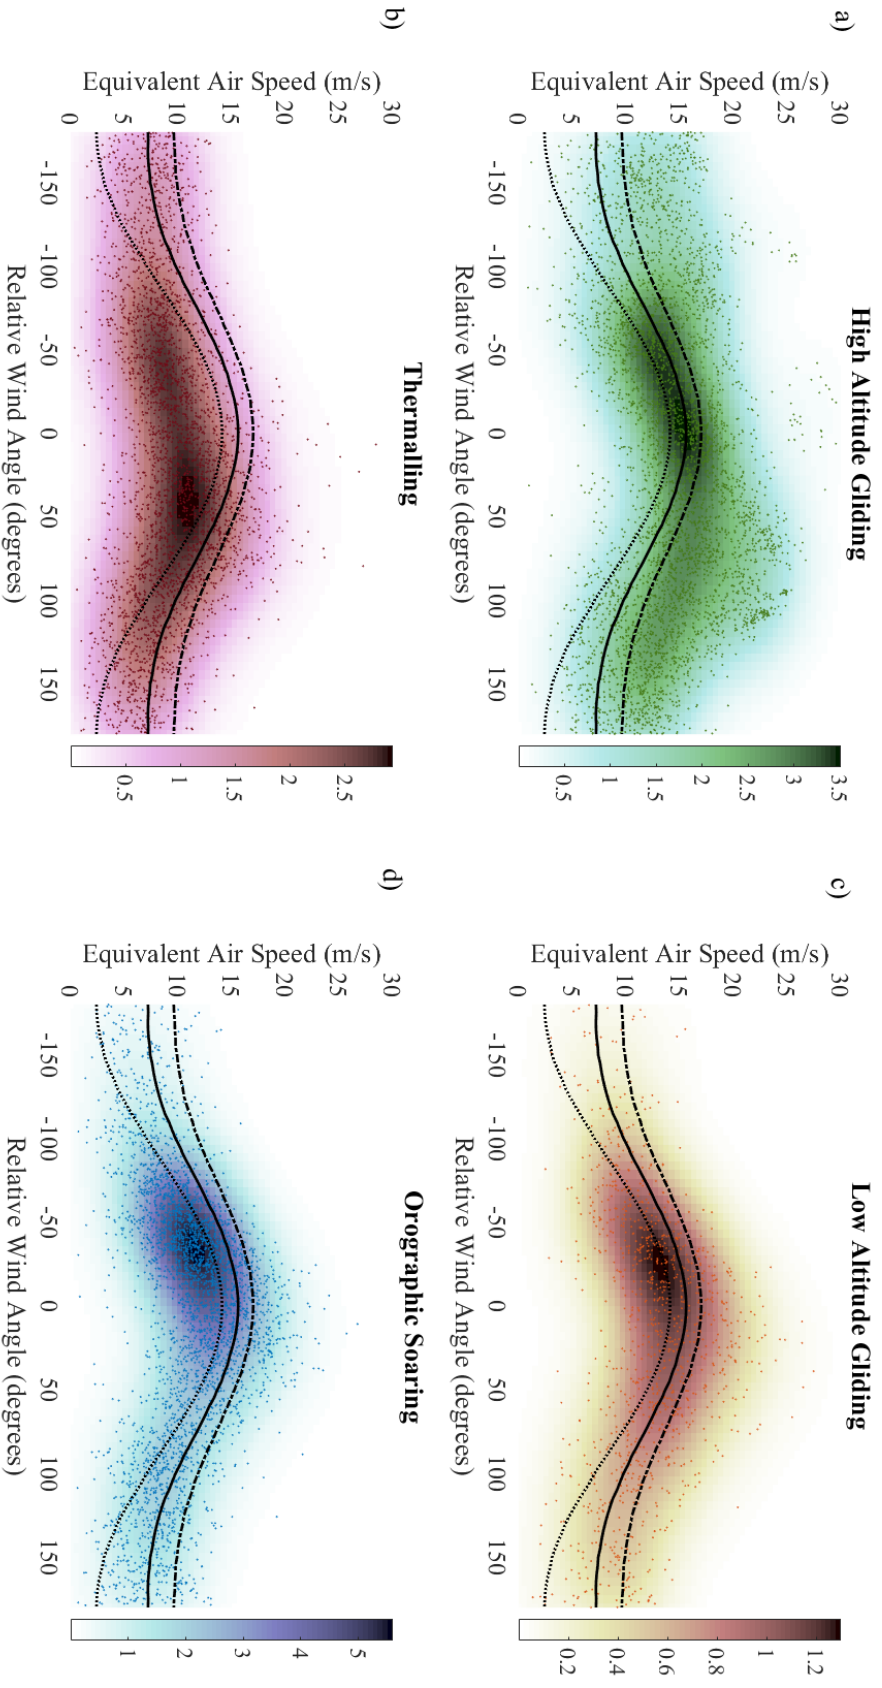 a)
High Altitude Gliding
Equivalent Air Speed (m/s)
30
25
20
15
10
5
0
-150 -100 -50 0 50 100 150
Relative Wind Angle (degrees)
3.5
3
2.5
2
1.5
1
0.5
b)
Thermalling
Equivalent Air Speed (m/s)
30
25
20
15
10
5
0
-150 -100 -50 0 50 100 150
Relative Wind Angle (degrees)
2.5
2
1.5
1
0.5
c)
Low Altitude Gliding
Equivalent Air Speed (m/s)
30
25
20
15
10
5
0
-150 -100 -50 0 50 100 150
Relative Wind Angle (degrees)
1.2
1
0.8
0.6
0.4
0.2
d)
Orographic Soaring
Equivalent Air Speed (m/s)
30
25
20
15
10
5
0
-150 -100 -50 0 50 100 150
Relative Wind Angle (degrees)
5
4
3
2
1